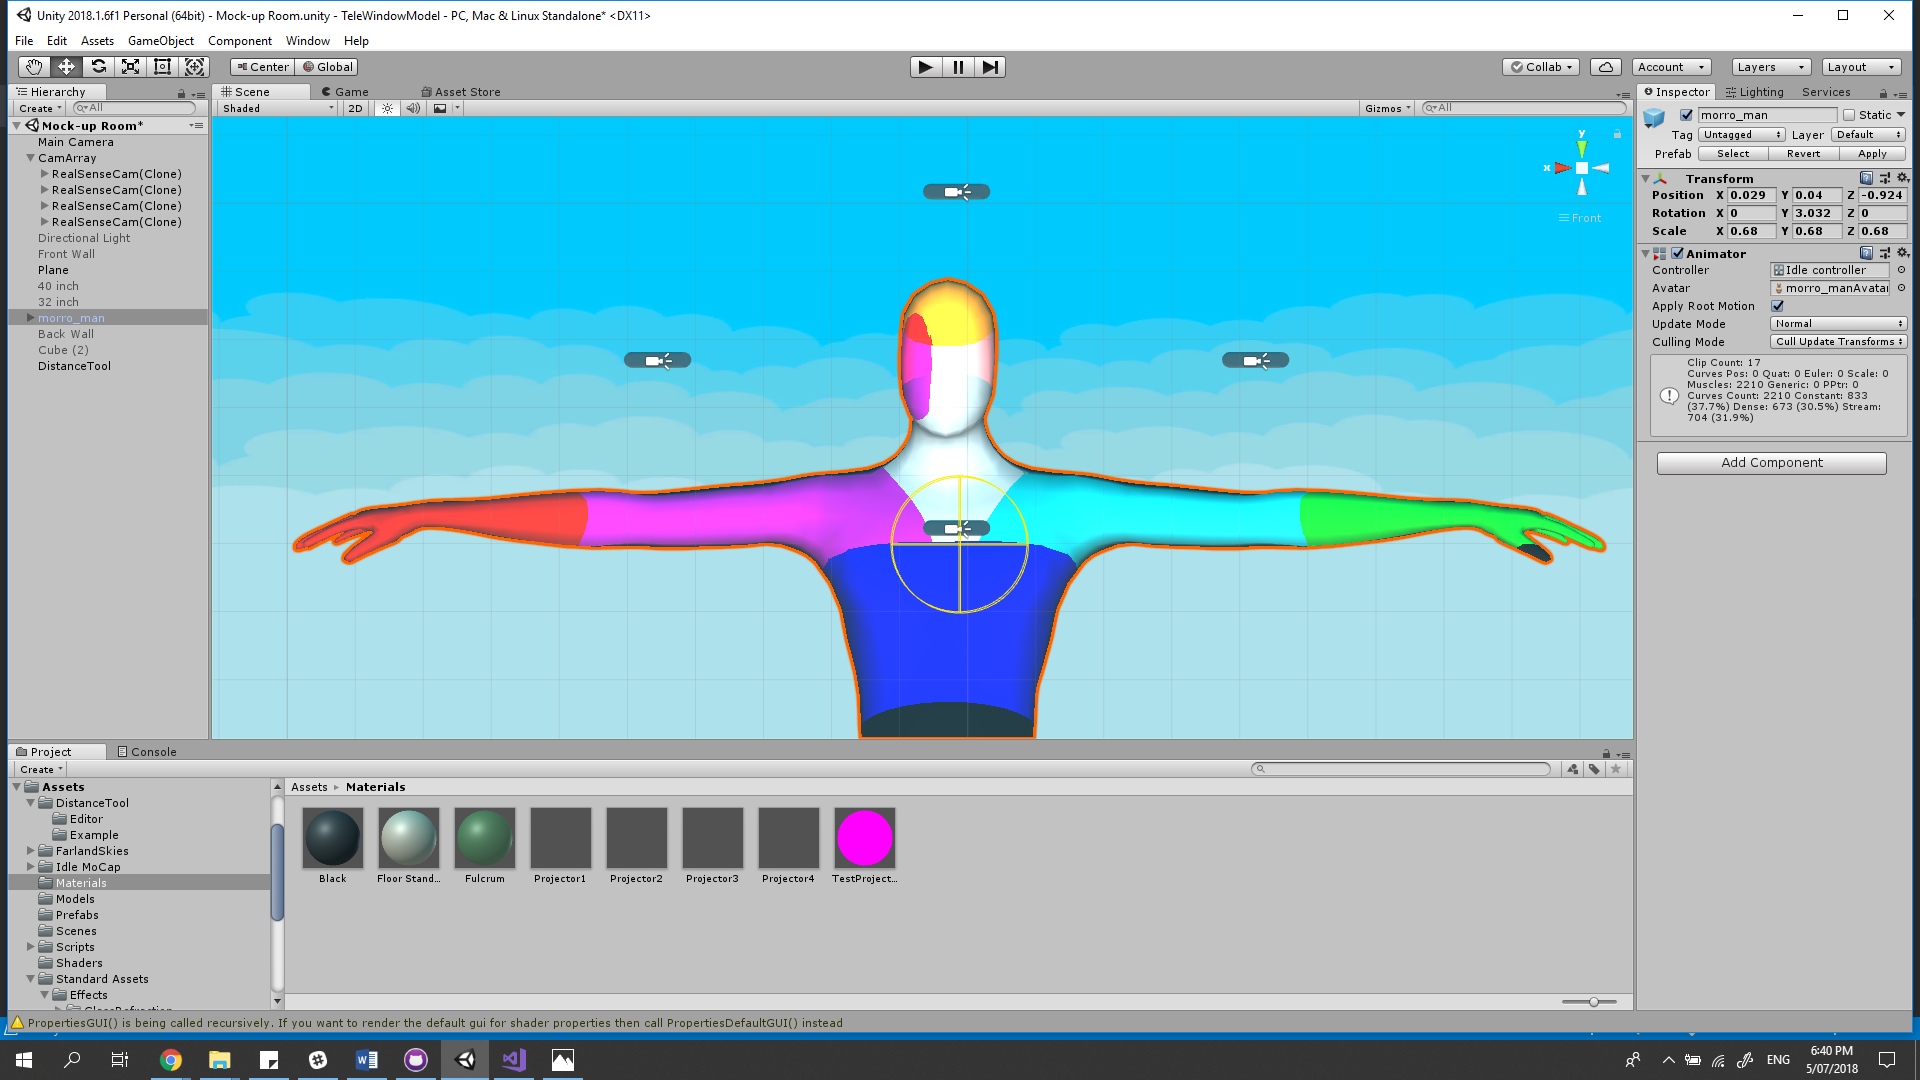 Unity 2018.1.6f1 Personal (64bit) - Mock-up Room.unity - TeleWindowModel - PC, Mac & Linux Standalone* <DX11>
File Edit Assets GameObject Component Window Help
Center Global Collab Account Layers Layout
Hierarchy
Create All
Mock-up Room*
Main Camera
CamArray
RealSenseCam(Clone)
RealSenseCam(Clone)
RealSenseCam(Clone)
RealSenseCam(Clone)
Directional Light
Front Wall
Plane
40 inch
32 inch
morro_man
Back Wall
Cube (2)
DistanceTool
Scene Game Asset Store
Shaded 2D Gizmos All
y
x
Front
Inspector Lighting Services
morro_man Static
Tag Untagged Layer Default
Prefab Select Revert Apply
Transform
Position X 0.029 Y 0.04 Z -0.924
Rotation X 0 Y 3.032 Z 0
Scale X 0.68 Y 0.68 Z 0.68
Animator
Controller Idle controller
Avatar morro_manAvatar
Apply Root Motion
Update Mode Normal
Culling Mode Cull Update Transforms
Clip Count: 17
Curves Pos: 0 Quat: 0 Euler: 0 Scale: 0
Muscles: 2210 Generic: 0 PPtr: 0
Curves Count: 2210 Constant: 833
(37.7%) Dense: 673 (30.5%) Stream:
704 (31.9%)
Add Component
Project Console
Create
Assets
DistanceTool
Editor
Example
FarlandSkies
Idle MoCap
Materials
Models
Prefabs
Scenes
Scripts
Shaders
Standard Assets
Effects
Assets Materials
Black Floor Stand... Fulcrum Projector1 Projector2 Projector3 Projector4 TestProject...
PropertiesGUI() is being called recursively. If you want to render the default gui for shader properties then call PropertiesDefaultGUI() instead
ENG
6:40 PM
5/07/2018